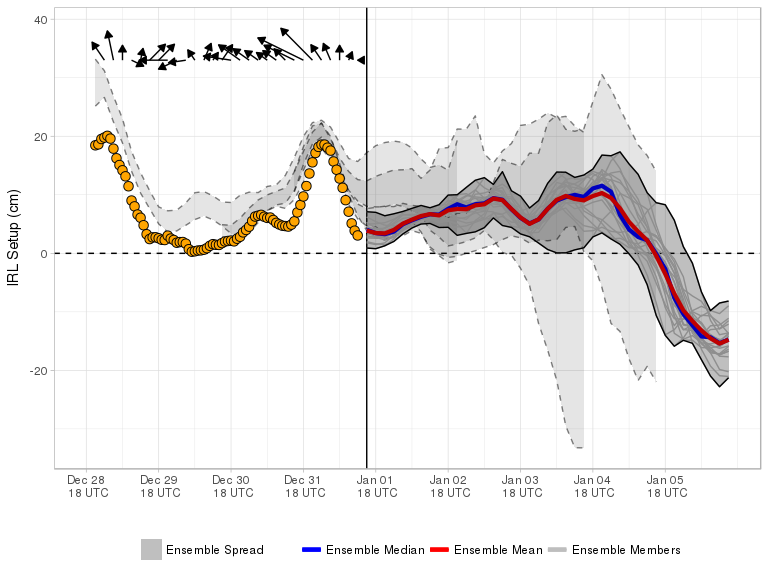 40
20
0
-20
IRL Setup (cm)
Dec 28
18 UTC
Dec 29
18 UTC
Dec 30
18 UTC
Dec 31
18 UTC
Jan 01
18 UTC
Jan 02
18 UTC
Jan 03
18 UTC
Jan 04
18 UTC
Jan 05
18 UTC
Ensemble Spread
Ensemble Median
Ensemble Mean
Ensemble Members